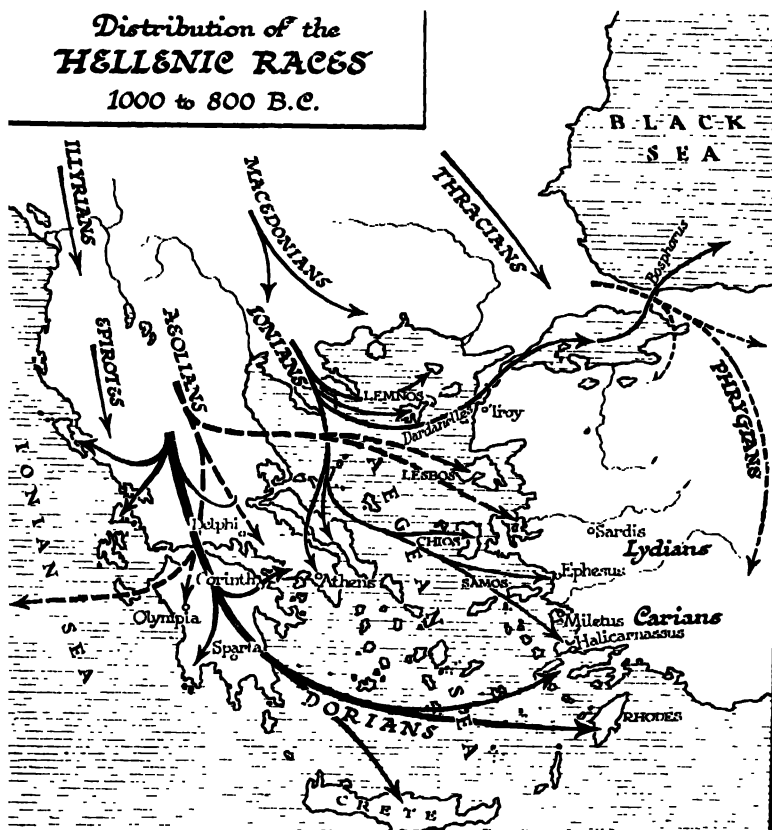 Distribution of the
HELLENIC RACES
1000 to 800 B.C.
BLACK
SEA
ILLYRIANS
MACEDONIANS
THRACIANS
Bosphorus
EPIROTES
AEOLIANS
IONIANS
LEMNOS
Dardanelles
Troy
PHRYGIANS
IONIAN SEA
LESBOS
AEGEAN SEA
Delphi
CHIOS
Sardis
Lydians
Corinth
Athens
SAMOS
Ephesus
Olympia
Miletus
Carians
Halicarnassus
Sparta
DORIANS
RHODES
CRETE